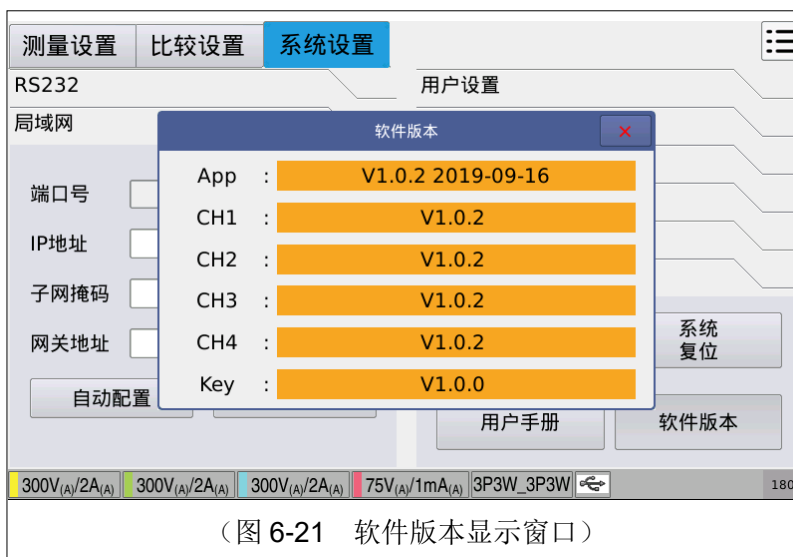 测量设置 比较设置 系统设置
RS232 用户设置
局域网
软件版本
App : V1.0.2 2019-09-16
端口号
CH1 : V1.0.2
IP地址
CH2 : V1.0.2
子网掩码
CH3 : V1.0.2
网关地址
CH4 : V1.0.2
系统
复位
Key : V1.0.0
自动配置
用户手册 软件版本
300V(A)/2A(A) 300V(A)/2A(A) 300V(A)/2A(A) 75V(A)/1mA(A) 3P3W_3P3W 180
（图 6-21 软件版本显示窗口）